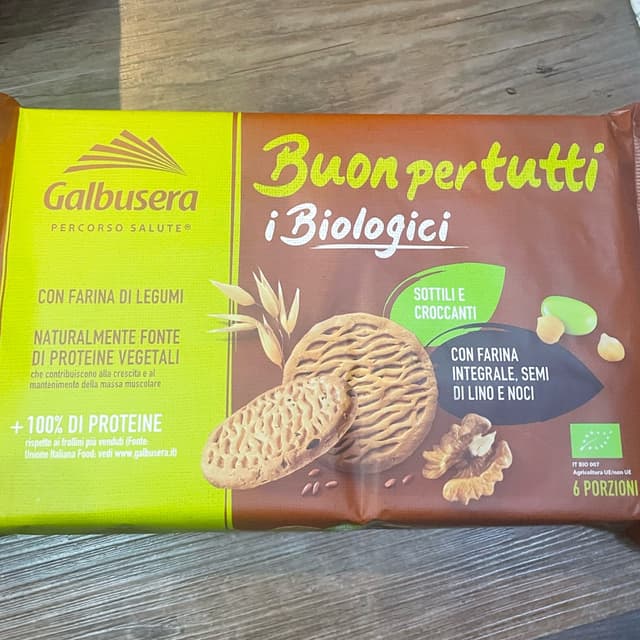 Galbusera
PERCORSO SALUTE®
CON FARINA DI LEGUMI
NATURALMENTE FONTE
DI PROTEINE VEGETALI
che contribuiscono alla crescita e al
mantenimento della massa muscolare
+100% DI PROTEINE
rispetto ai frollini più venduti (Fonte:
Unione Italiana Food: vedi www.galbusera.it)
Buon per tutti
i Biologici
SOTTILI E
CROCCANTI
CON FARINA
INTEGRALE, SEMI
DI LINO E NOCI
IT BIO 007
Agricoltura UE/non UE
6 PORZIONI